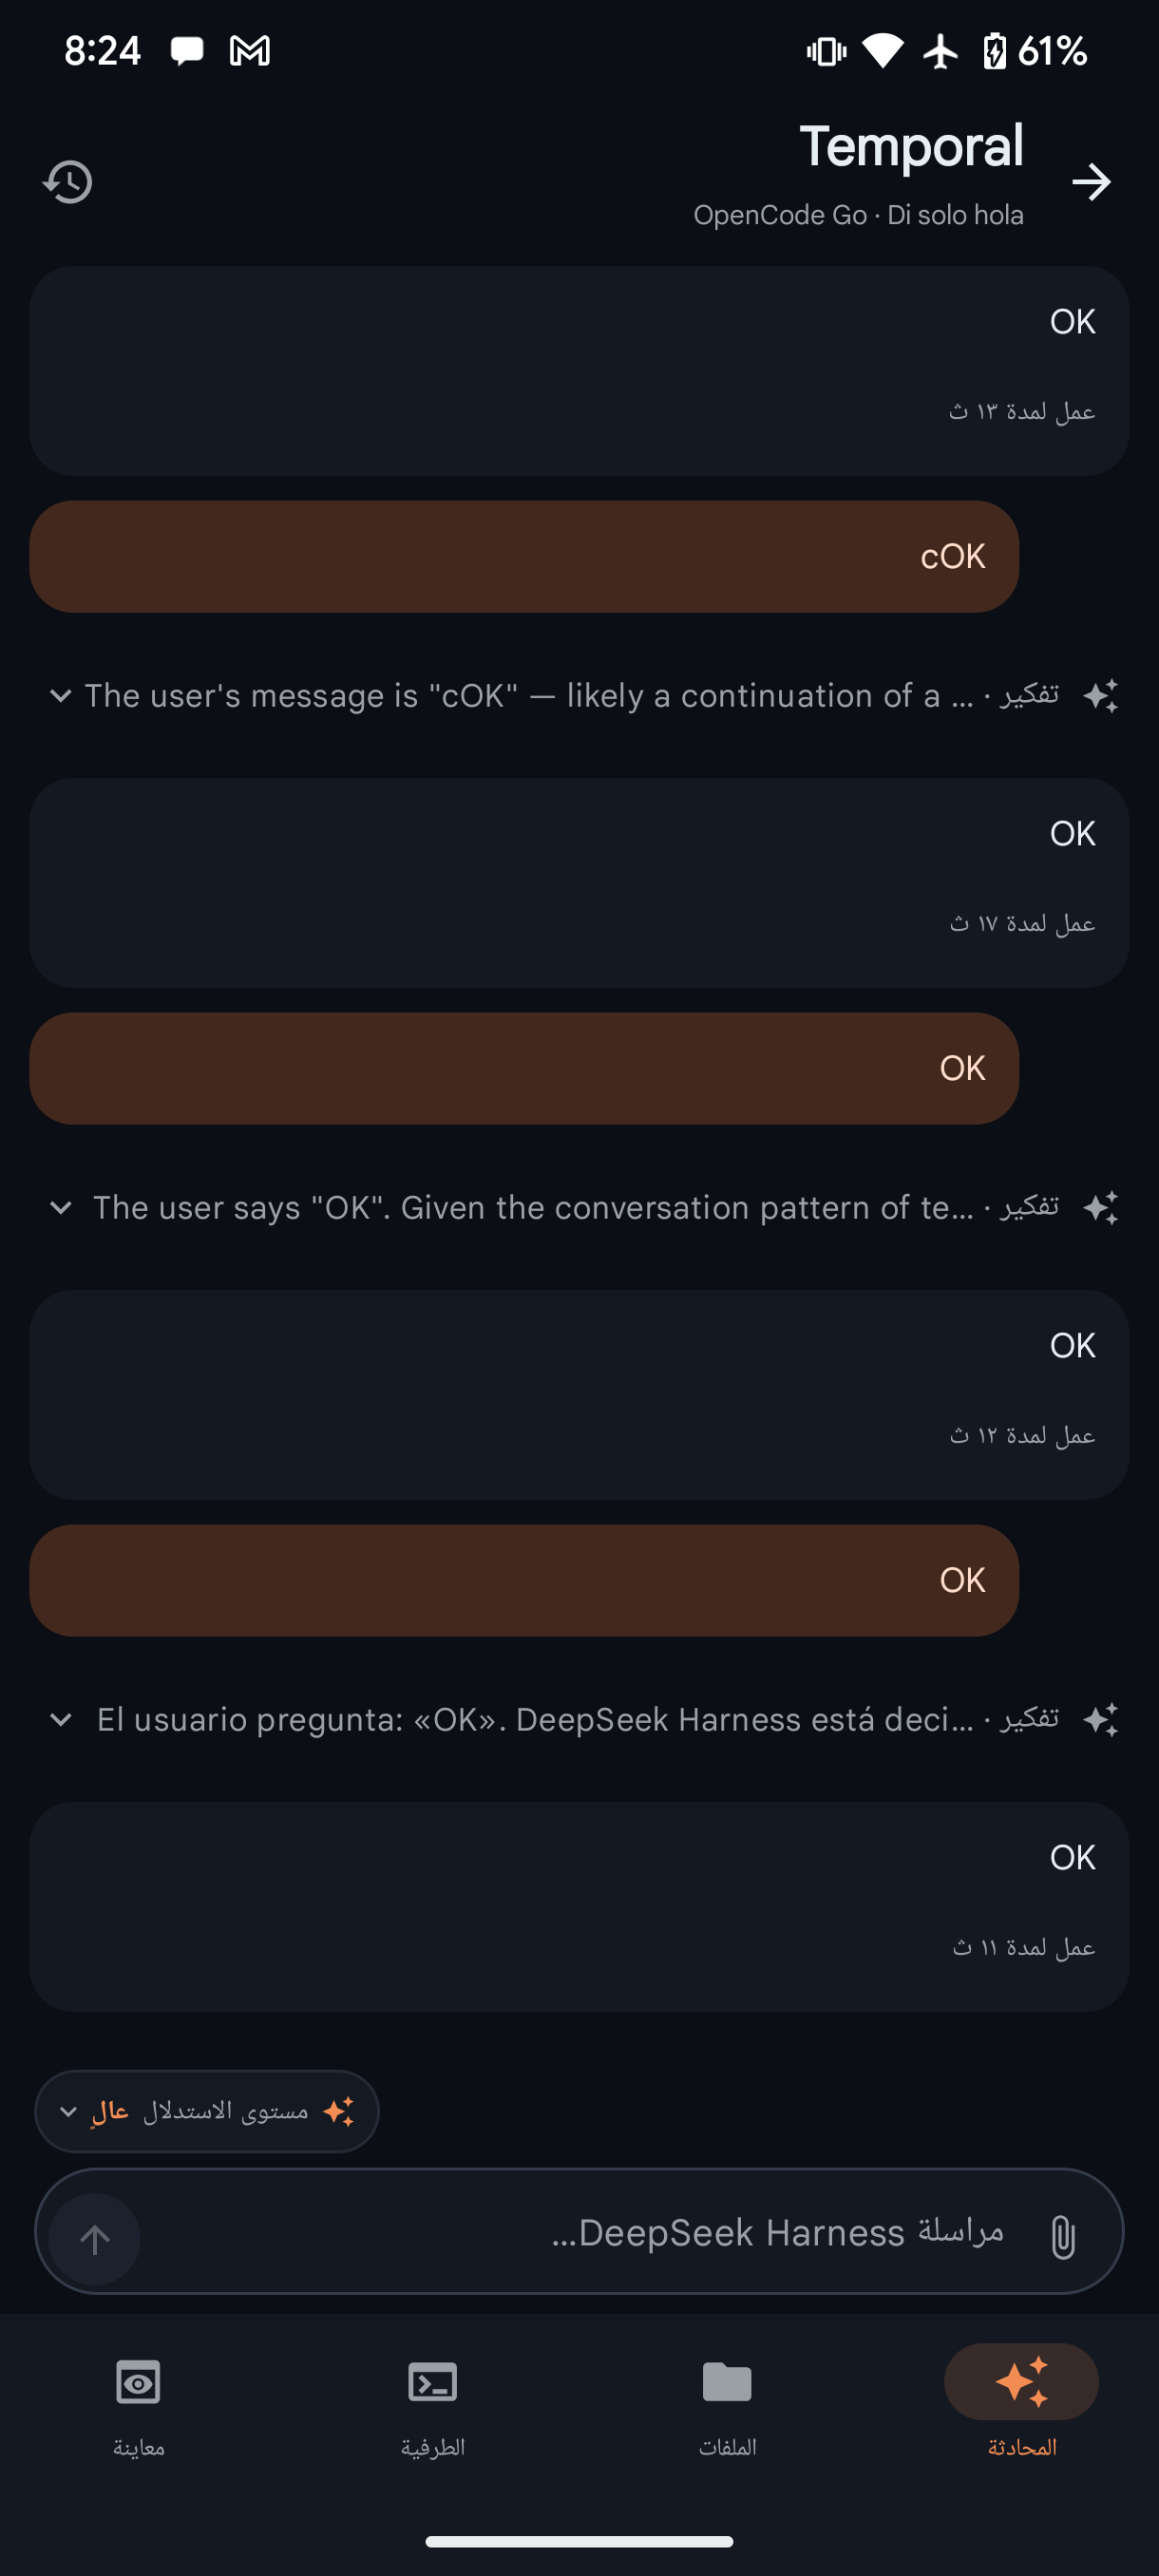 8:24
61%
Temporal
OpenCode Go · Di solo hola
OK
عمل لمدة ١٣ ث
cOK
تفكير · The user's message is "cOK" — likely a continuation of a ...
OK
عمل لمدة ١٧ ث
OK
تفكير · The user says "OK". Given the conversation pattern of te...
OK
عمل لمدة ١٢ ث
OK
تفكير · El usuario pregunta: «OK». DeepSeek Harness está deci...
OK
عمل لمدة ١١ ث
مستوى الاستدلال عالٍ
مراسلة DeepSeek Harness...
المحادثة
الملفات
الطرفية
معاينة